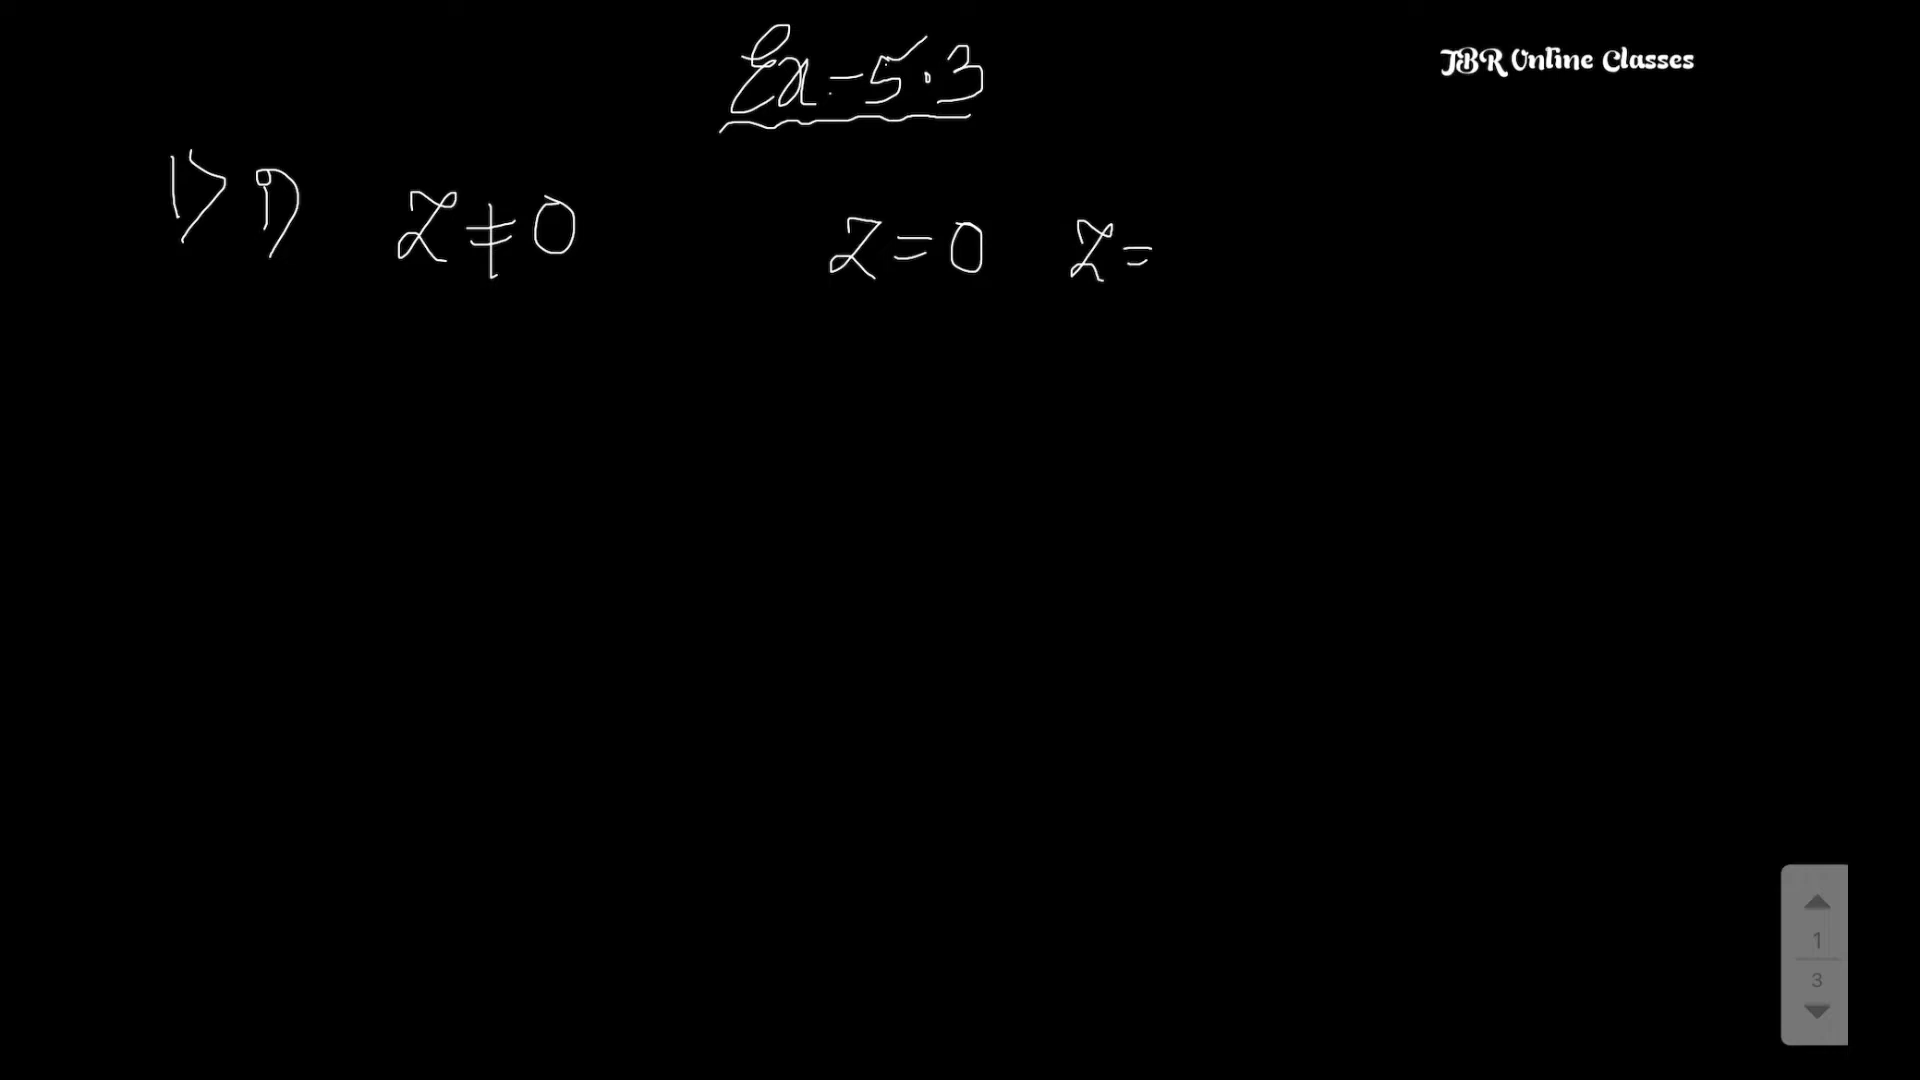 Ex-5.3
JBR Online Classes
1) i) Z≠0 Z=0 Z=
1
3